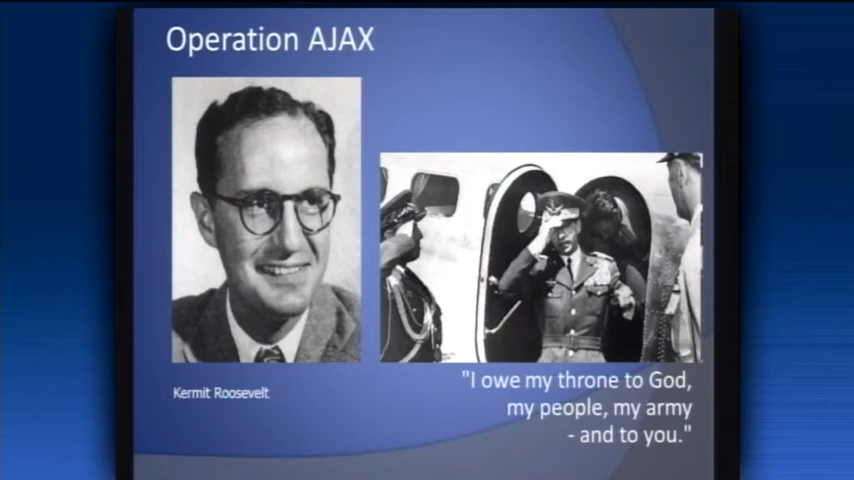 Operation AJAX
Kermit Roosevelt
"I owe my throne to God,
my people, my army
- and to you."